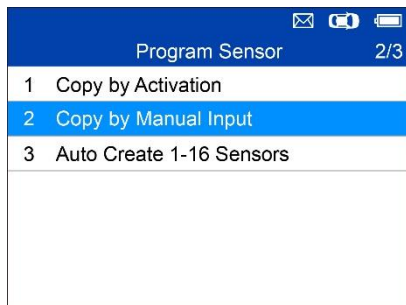 Program Sensor 2/3
1 Copy by Activation
2 Copy by Manual Input
3 Auto Create 1-16 Sensors